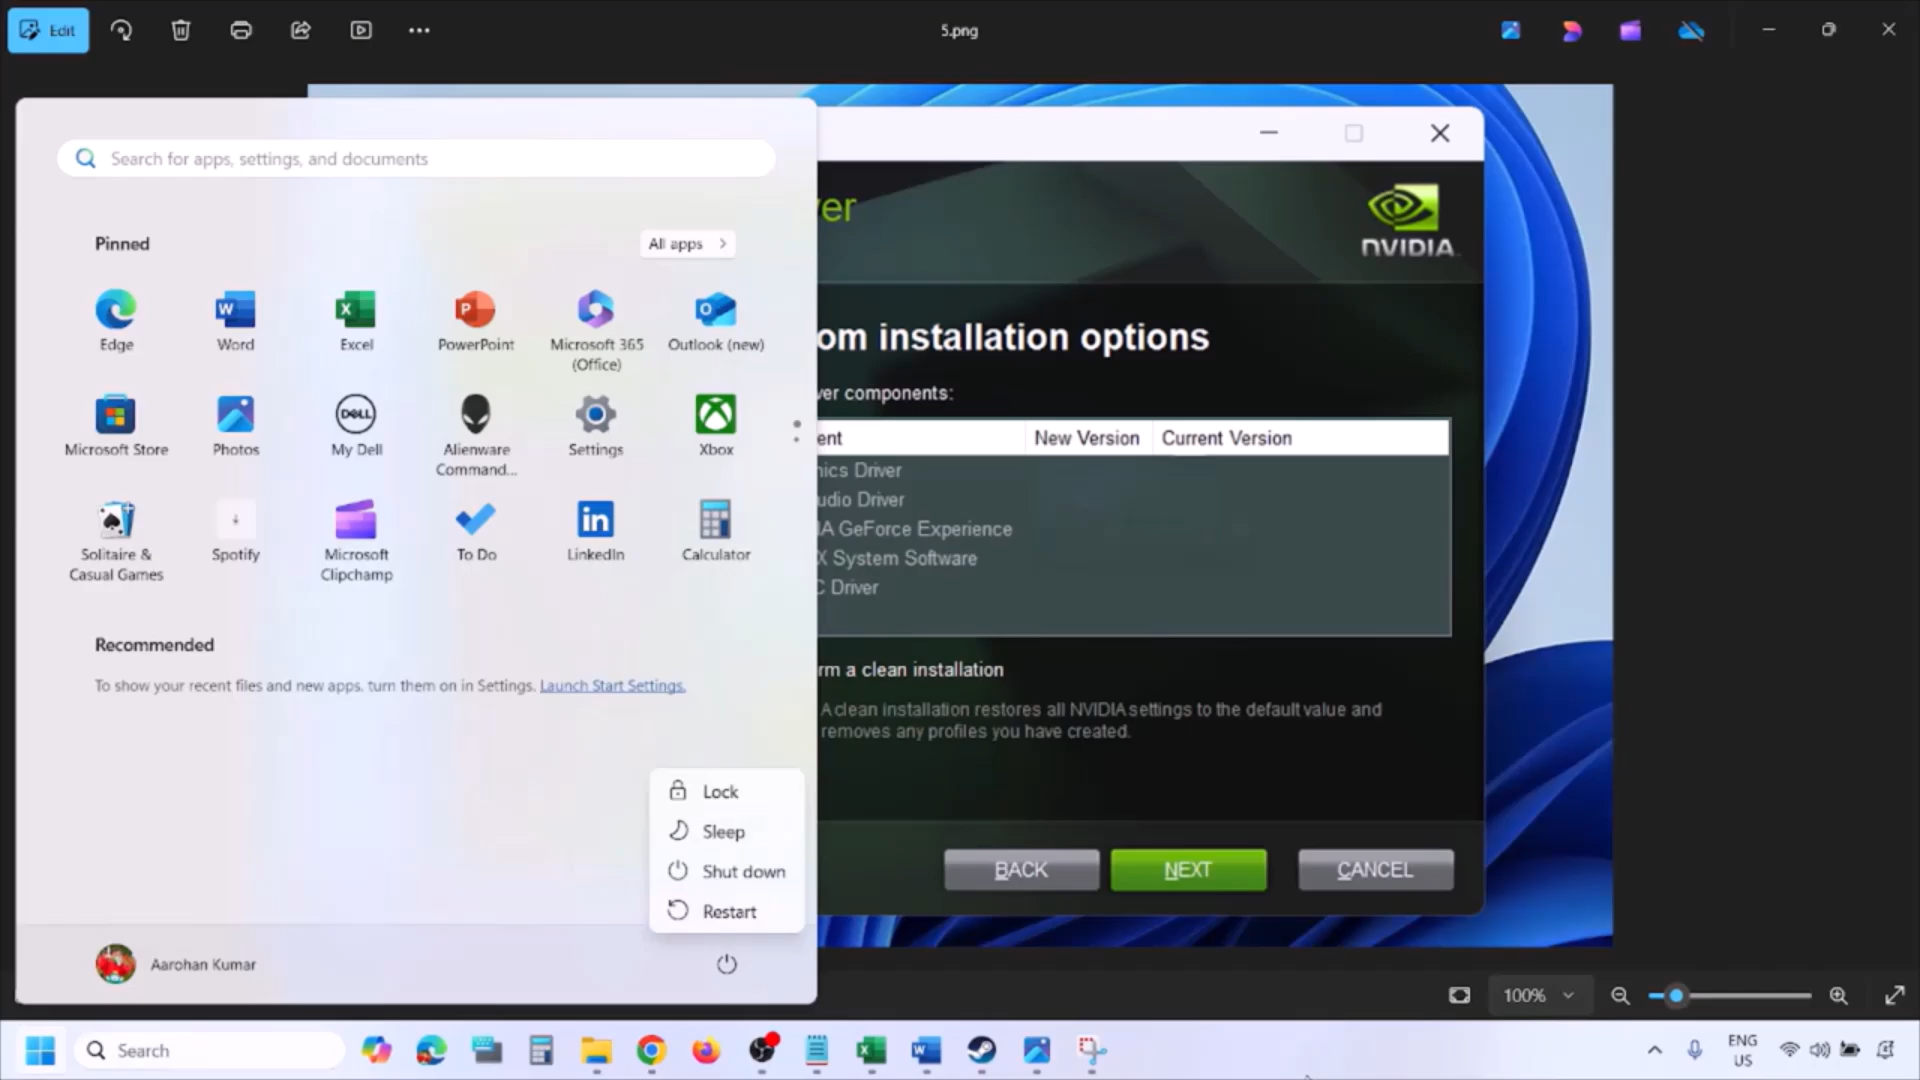 Edit
5.png
Search for apps, settings, and documents
Pinned
All apps
Edge
Word
Excel
PowerPoint
Microsoft 365
(Office)
Outlook (new)
Microsoft Store
Photos
DELL
My Dell
Alienware
Command...
Settings
Xbox
Solitaire &
Casual Games
Spotify
Microsoft
Clipchamp
To Do
LinkedIn
Calculator
Recommended
To show your recent files and new apps, turn them on in Settings. Launch Start Settings.
Lock
Sleep
Shut down
Restart
Aarohan Kumar
ver
NVIDIA
om installation options
ver components:
ent New Version Current Version
nics Driver
udio Driver
IA GeForce Experience
X System Software
C Driver
rm a clean installation
A clean installation restores all NVIDIA settings to the default value and
removes any profiles you have created.
BACK NEXT CANCEL
100%
Search
ENG
US